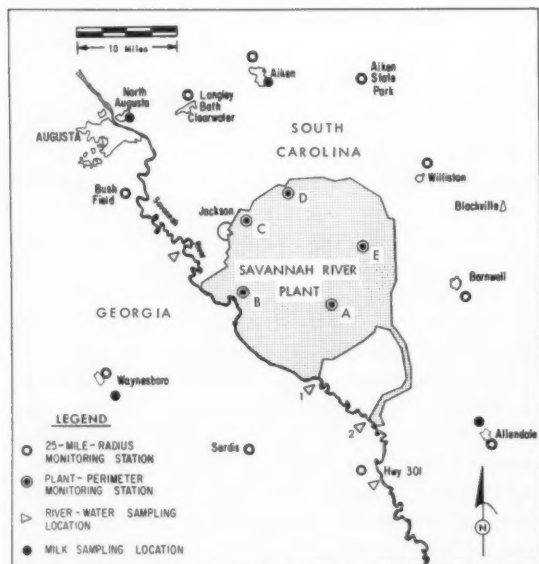 10 Miles
Aiken
Aiken
State
Park
North
Augusta
Langley
Bath
Clearwater
AUGUSTA
SOUTH
CAROLINA
Williston
Bush
Field
Savannah
Jackson
D
C
Blackville
E
SAVANNAH RIVER
PLANT
B
A
Barnwell
GEORGIA
Waynesboro
1
2
Allendale
Sardis
Hwy 301
LEGEND
25-MILE-RADIUS
MONITORING STATION
PLANT-PERIMETER
MONITORING STATION
RIVER-WATER SAMPLING
LOCATION
MILK SAMPLING LOCATION
N